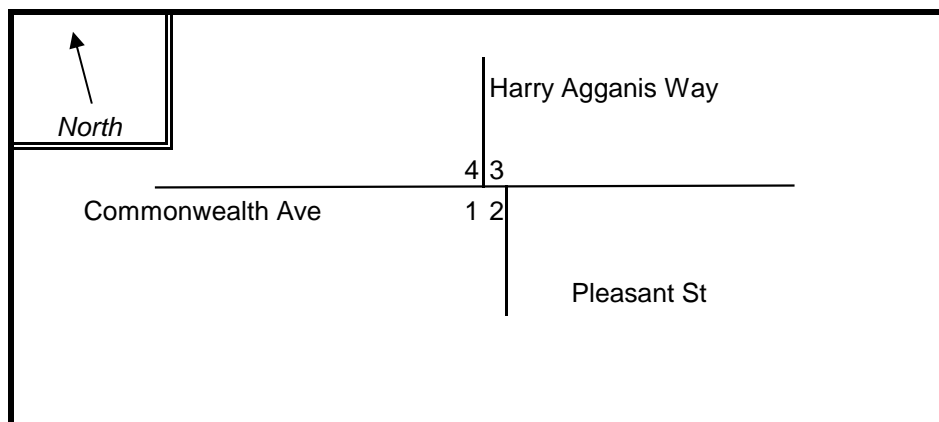 Harry Agganis Way
North
4 3
Commonwealth Ave
1 2
Pleasant St